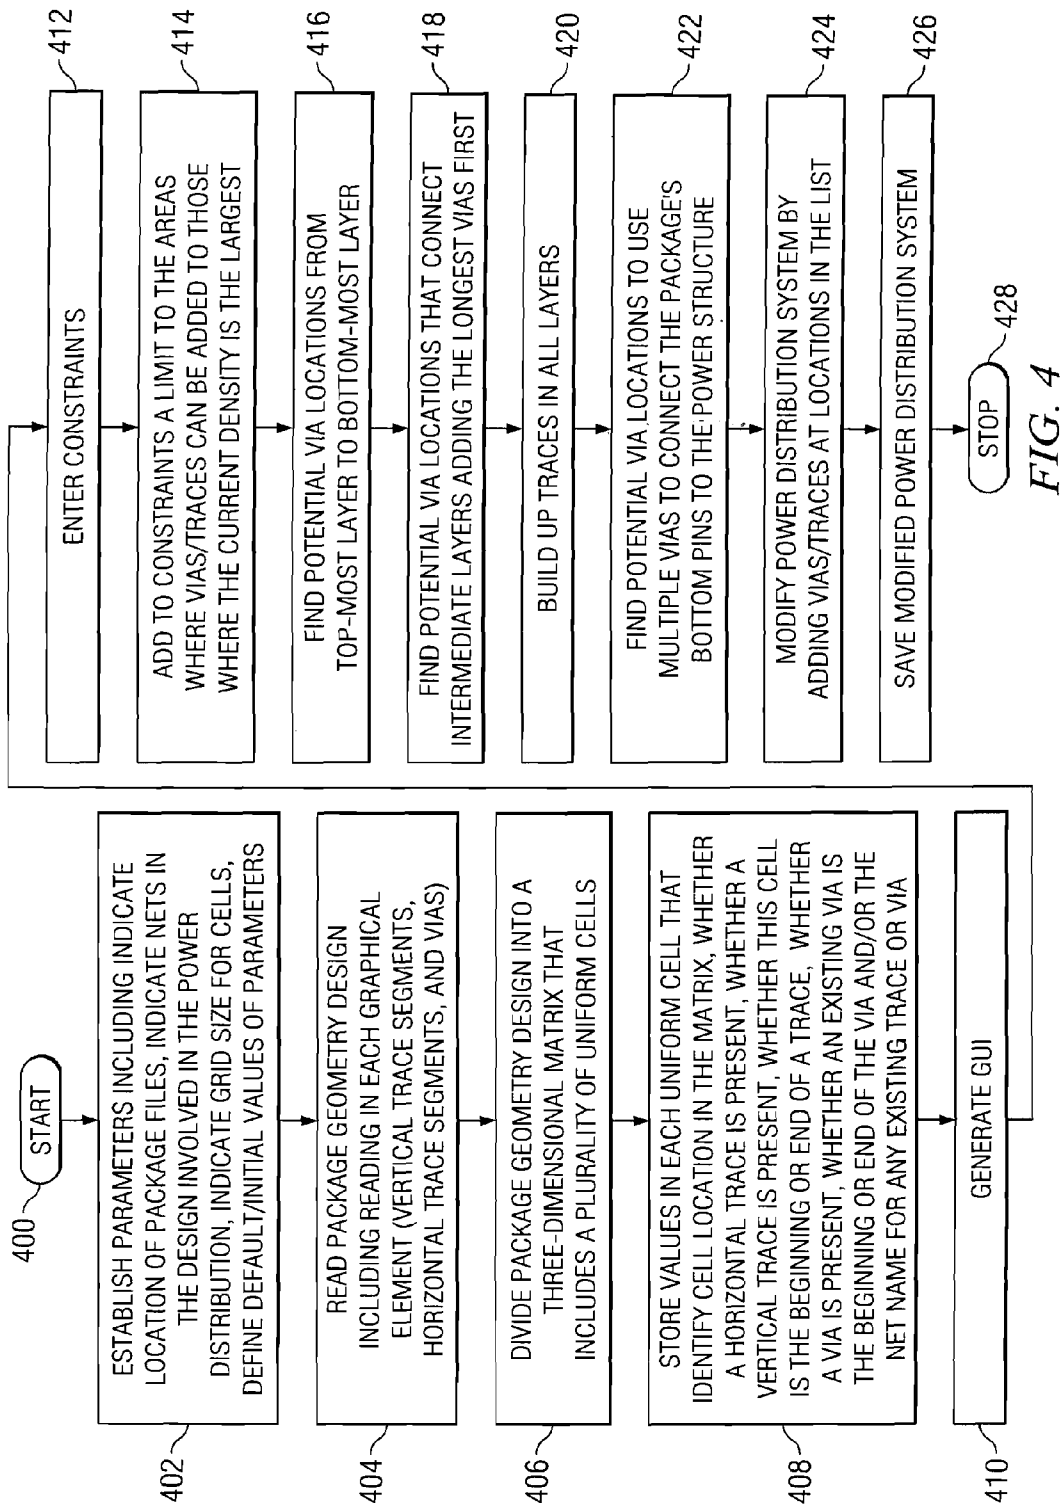 400
START
402
ESTABLISH PARAMETERS INCLUDING INDICATE
LOCATION OF PACKAGE FILES, INDICATE NETS IN
THE DESIGN INVOLVED IN THE POWER
DISTRIBUTION, INDICATE GRID SIZE FOR CELLS,
DEFINE DEFAULT/INITIAL VALUES OF PARAMETERS
404
READ PACKAGE GEOMETRY DESIGN
INCLUDING READING IN EACH GRAPHICAL
ELEMENT (VERTICAL TRACE SEGMENTS,
HORIZONTAL TRACE SEGMENTS, AND VIAS)
406
DIVIDE PACKAGE GEOMETRY DESIGN INTO A
THREE-DIMENSIONAL MATRIX THAT
INCLUDES A PLURALITY OF UNIFORM CELLS
408
STORE VALUES IN EACH UNIFORM CELL THAT
IDENTIFY CELL LOCATION IN THE MATRIX, WHETHER
A HORIZONTAL TRACE IS PRESENT, WHETHER A
VERTICAL TRACE IS PRESENT, WHETHER THIS CELL
IS THE BEGINNING OR END OF A TRACE, WHETHER
A VIA IS PRESENT, WHETHER AN EXISTING VIA IS
THE BEGINNING OR END OF THE VIA AND/OR THE
NET NAME FOR ANY EXISTING TRACE OR VIA
410
GENERATE GUI
ENTER CONSTRAINTS
412
ADD TO CONSTRAINTS A LIMIT TO THE AREAS
WHERE VIAS/TRACES CAN BE ADDED TO THOSE
WHERE THE CURRENT DENSITY IS THE LARGEST
414
FIND POTENTIAL VIA LOCATIONS FROM
TOP-MOST LAYER TO BOTTOM-MOST LAYER
416
FIND POTENTIAL VIA LOCATIONS THAT CONNECT
INTERMEDIATE LAYERS ADDING THE LONGEST VIAS FIRST
418
BUILD UP TRACES IN ALL LAYERS
420
FIND POTENTIAL VIA LOCATIONS TO USE
MULTIPLE VIAS TO CONNECT THE PACKAGE'S
BOTTOM PINS TO THE POWER STRUCTURE
422
MODIFY POWER DISTRIBUTION SYSTEM BY
ADDING VIAS/TRACES AT LOCATIONS IN THE LIST
424
SAVE MODIFIED POWER DISTRIBUTION SYSTEM
426
STOP
428
FIG. 4